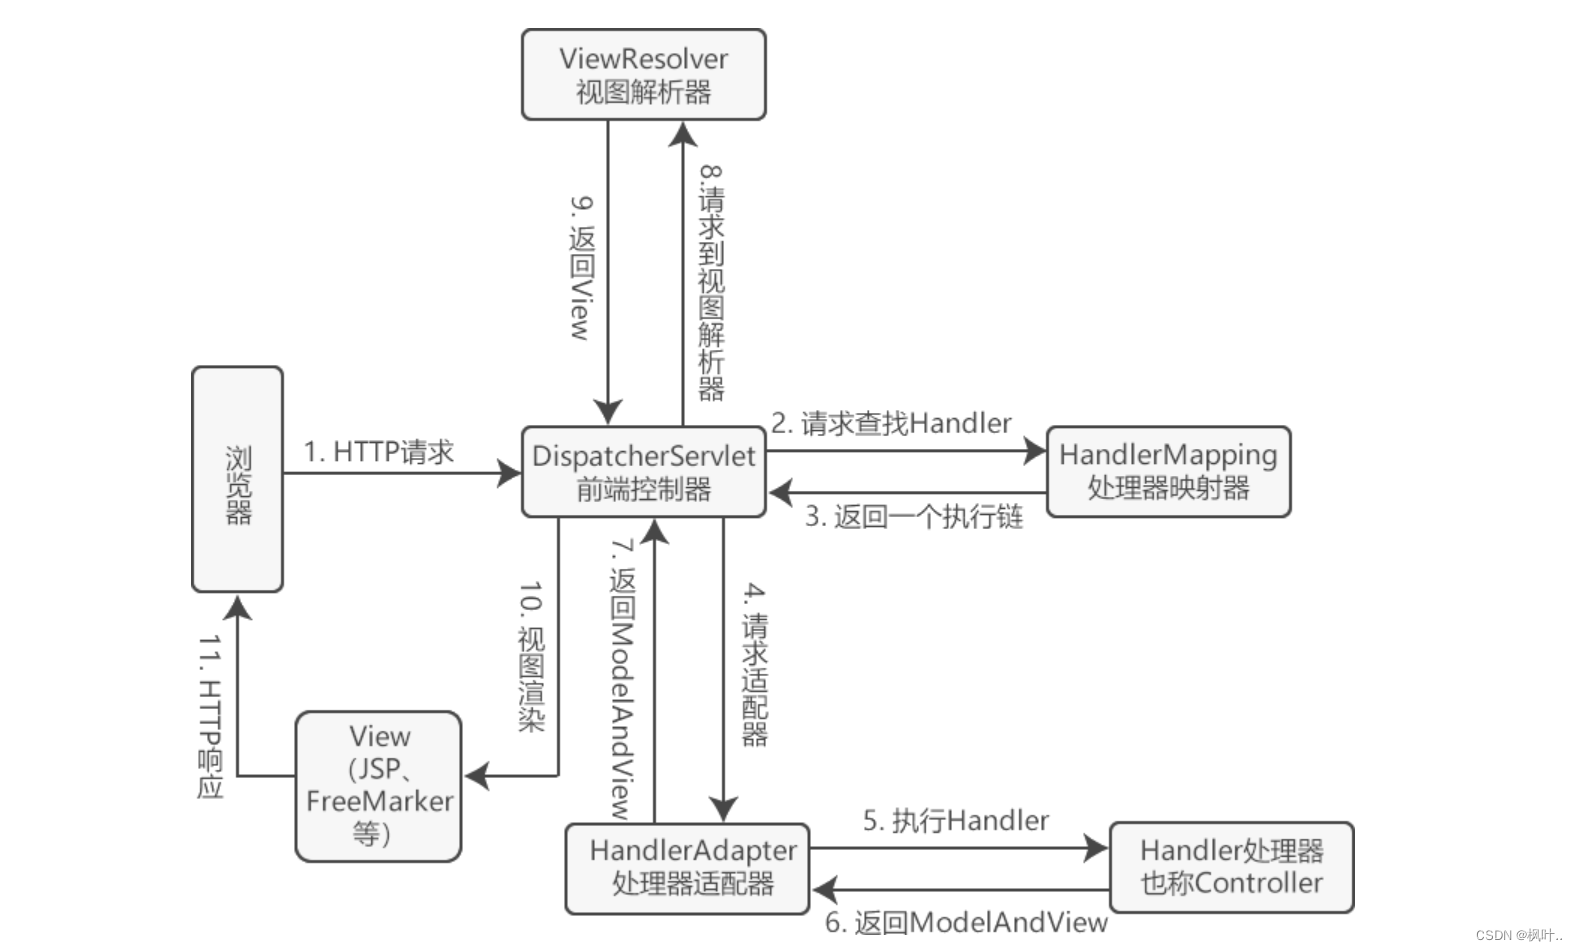 ViewResolver
视图解析器
9. 返回View
8.请求到视图解析器
浏览器
1. HTTP请求
DispatcherServlet
前端控制器
2. 请求查找Handler
HandlerMapping
处理器映射器
3. 返回一个执行链
10. 视图渲染
7. 返回ModelAndView
4. 请求适配器
11. HTTP响应
View
（JSP、
FreeMarker
等）
HandlerAdapter
处理器适配器
5. 执行Handler
Handler处理器
也称Controller
6. 返回ModelAndView
CSDN @枫叶..